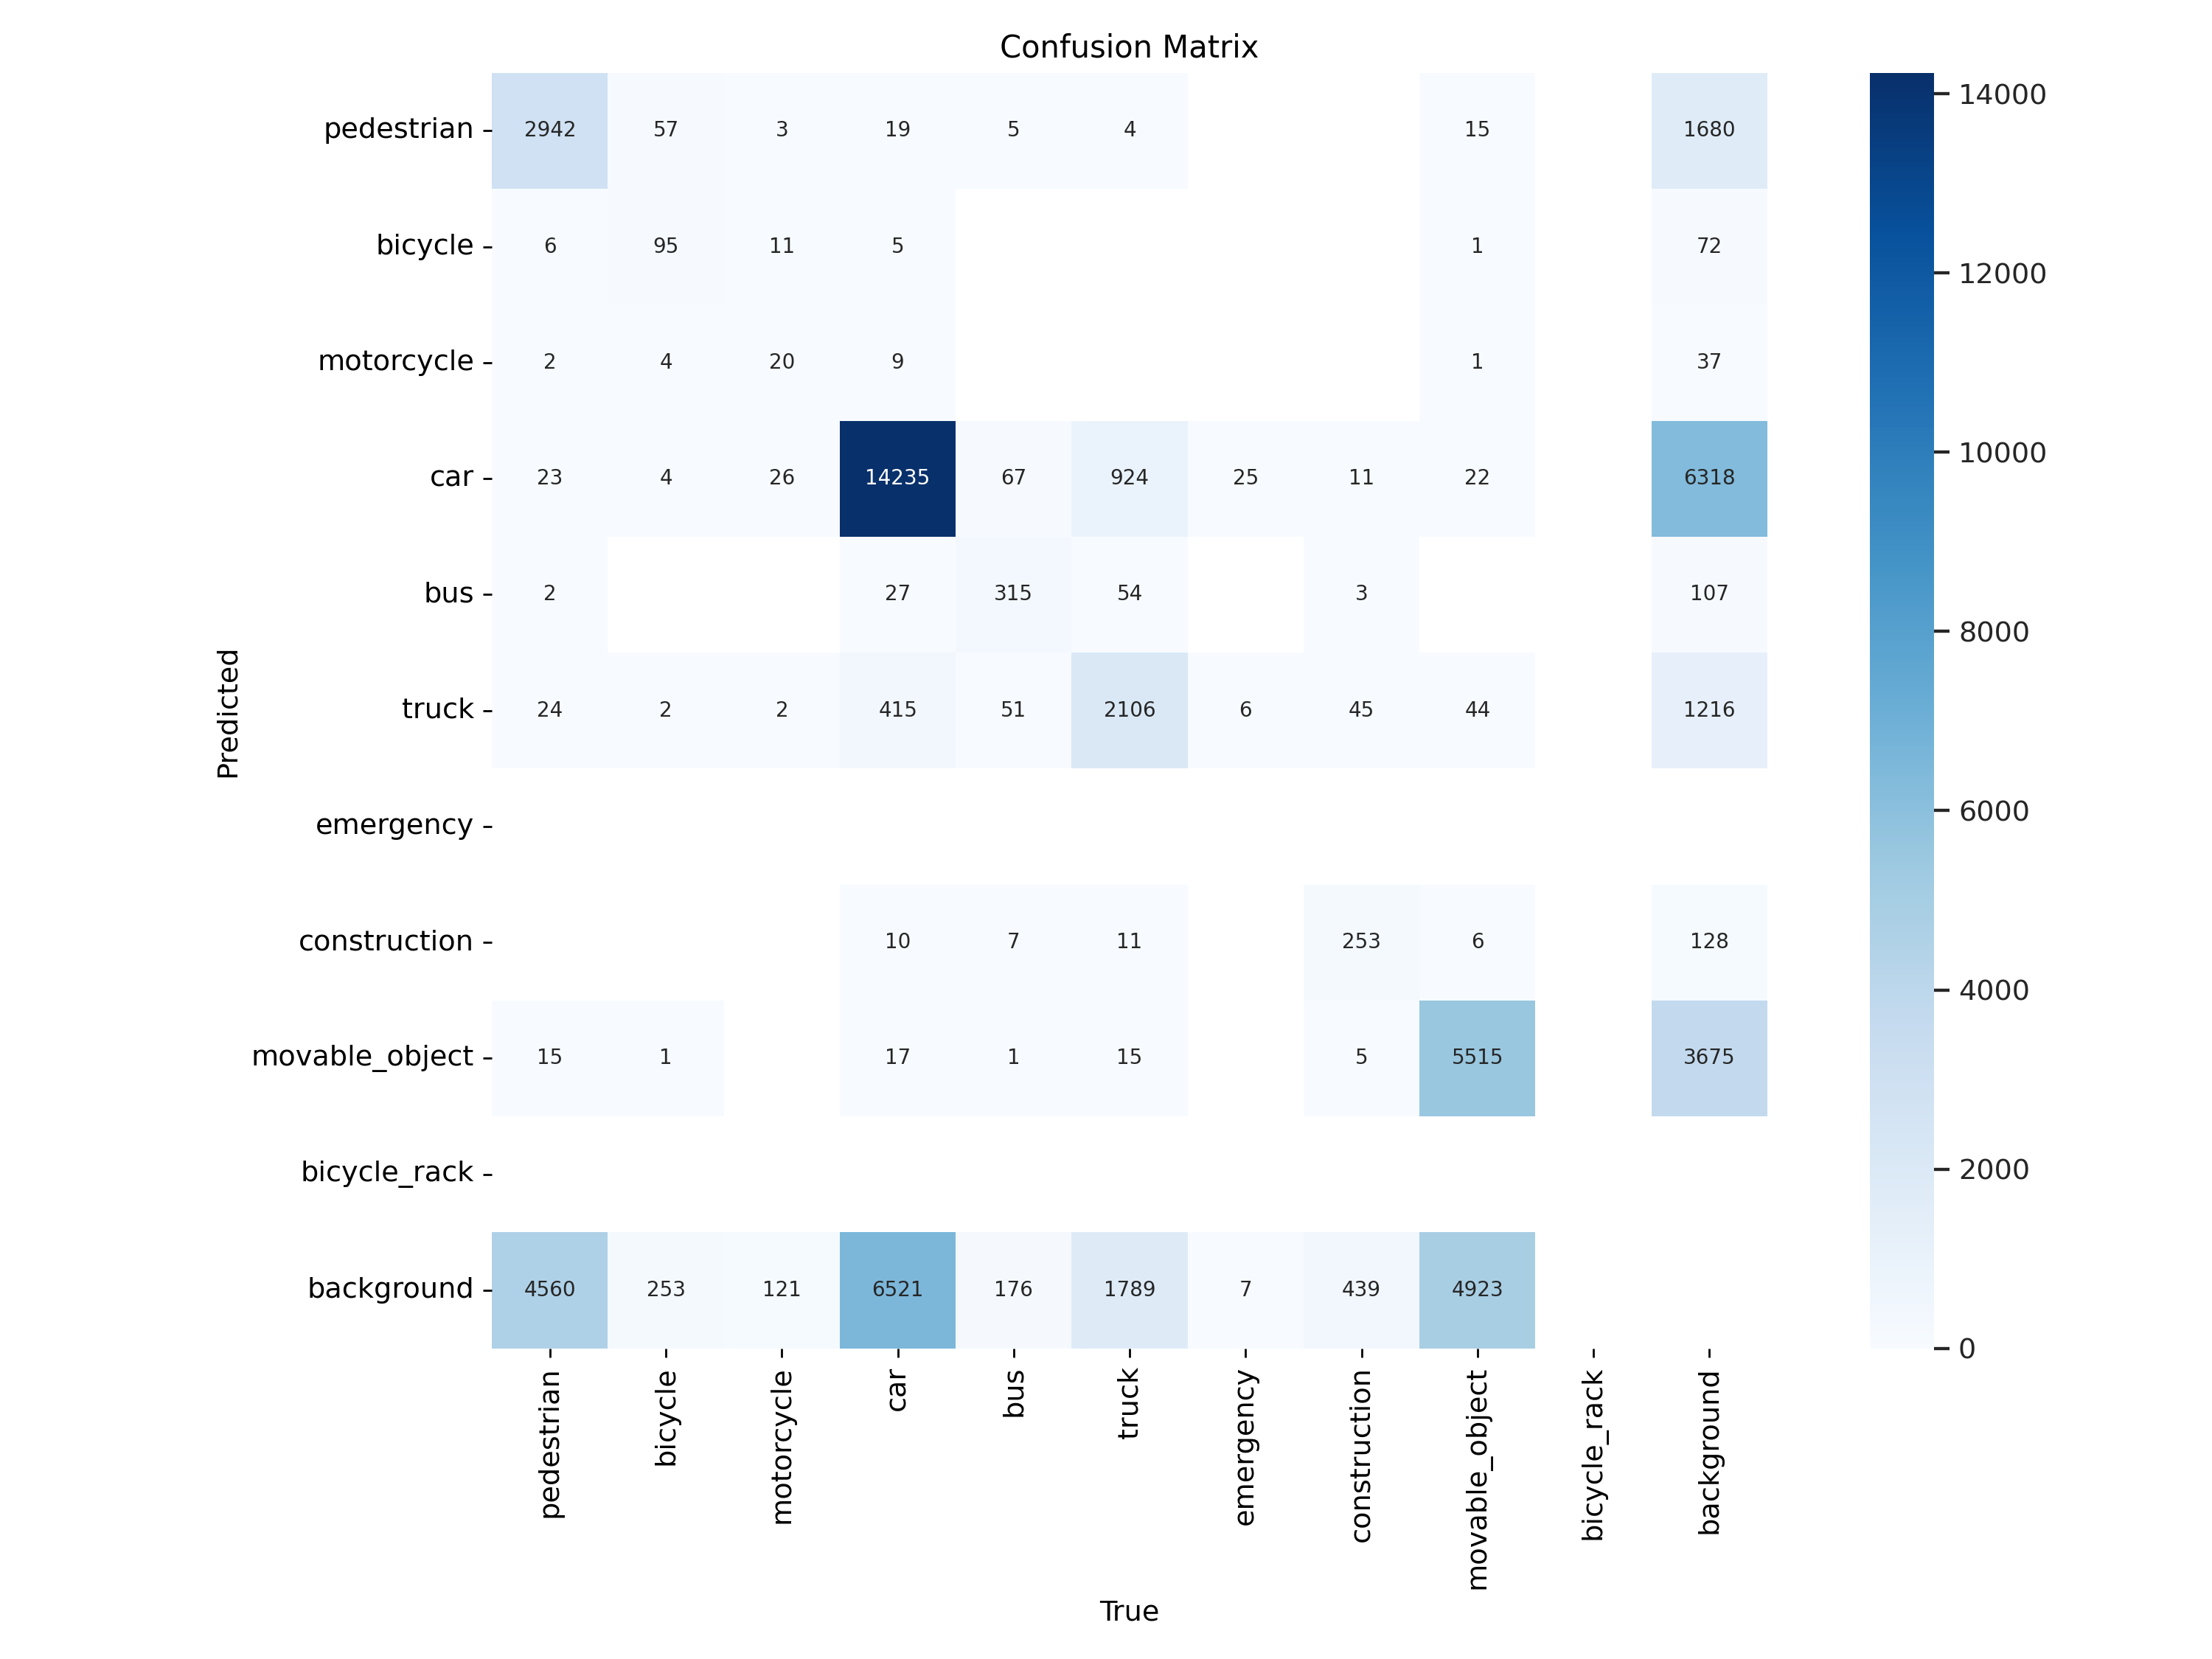 Confusion Matrix
pedestrian 2942 57 3 19 5 4 15 1680
bicycle 6 95 11 5 1 72
motorcycle 2 4 20 9 1 37
car 23 4 26 14235 67 924 25 11 22 6318
bus 2 27 315 54 3 107
truck 24 2 2 415 51 2106 6 45 44 1216
emergency
construction 10 7 11 253 6 128
movable_object 15 1 17 1 15 5 5515 3675
bicycle_rack
background 4560 253 121 6521 176 1789 7 439 4923
Predicted
pedestrian
bicycle
motorcycle
car
bus
truck
emergency
construction
movable_object
bicycle_rack
background
True
14000
12000
10000
8000
6000
4000
2000
0